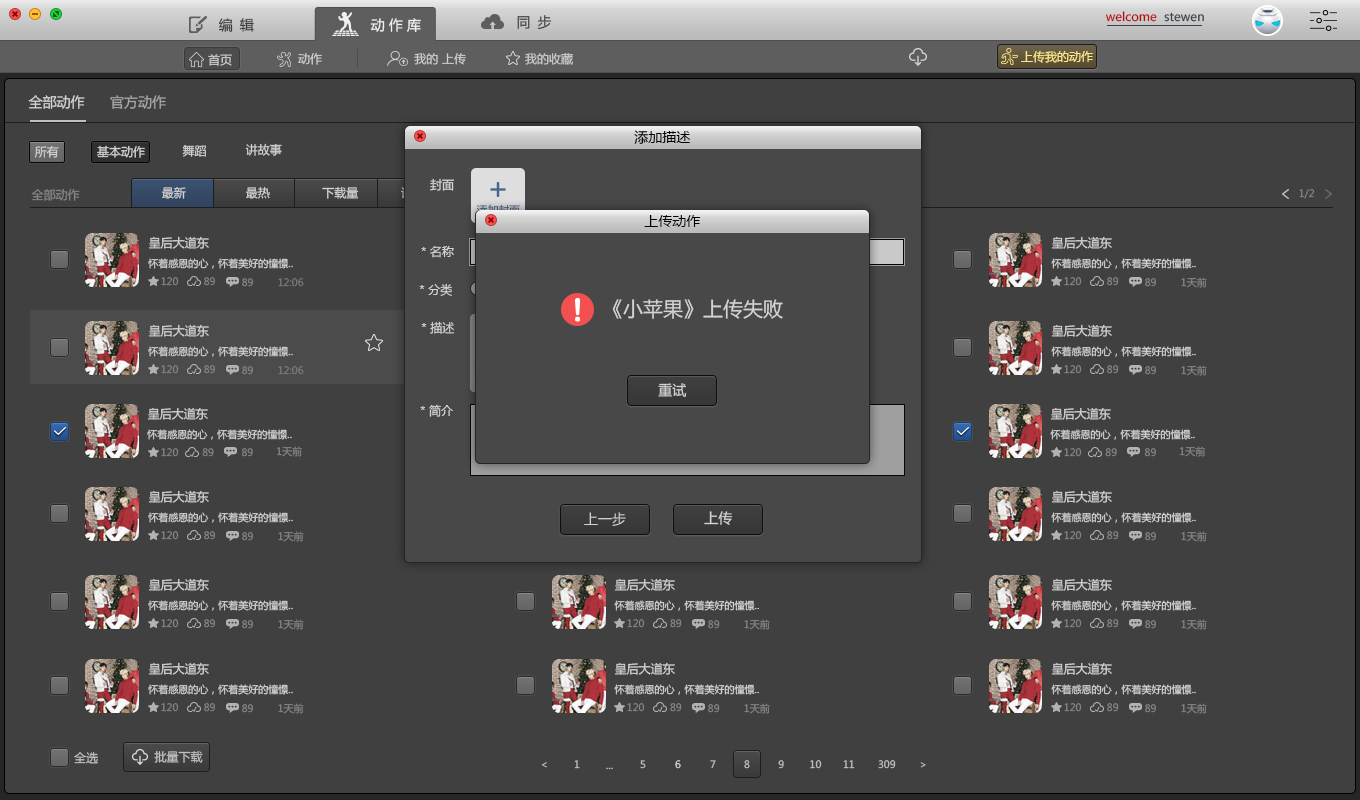 编 辑
动作库
同 步
welcome stewen
首页
动作
我的 上传
我的收藏
上传我的动作
全部动作
官方动作
所有
基本动作
舞蹈
讲故事
全部动作
最新
最热
下载量
1/2
添加描述
封面
* 名称
* 分类
* 描述
* 简介
上一步
上传
上传动作
《小苹果》上传失败
重试
皇后大道东
怀着感恩的心，怀着美好的憧憬..
120 89 89 12:06
皇后大道东
怀着感恩的心，怀着美好的憧憬..
120 89 89 1天前
皇后大道东
怀着感恩的心，怀着美好的憧憬..
120 89 89 12:06
皇后大道东
怀着感恩的心，怀着美好的憧憬..
120 89 89 1天前
皇后大道东
怀着感恩的心，怀着美好的憧憬..
120 89 89 1天前
皇后大道东
怀着感恩的心，怀着美好的憧憬..
120 89 89 1天前
皇后大道东
怀着感恩的心，怀着美好的憧憬..
120 89 89 1天前
皇后大道东
怀着感恩的心，怀着美好的憧憬..
120 89 89 1天前
皇后大道东
怀着感恩的心，怀着美好的憧憬..
120 89 89 1天前
皇后大道东
怀着感恩的心，怀着美好的憧憬..
120 89 89 1天前
皇后大道东
怀着感恩的心，怀着美好的憧憬..
120 89 89 1天前
皇后大道东
怀着感恩的心，怀着美好的憧憬..
120 89 89 1天前
皇后大道东
怀着感恩的心，怀着美好的憧憬..
120 89 89 1天前
皇后大道东
怀着感恩的心，怀着美好的憧憬..
120 89 89 1天前
全选
批量下载
< 1 ... 5 6 7 8 9 10 11 309 >